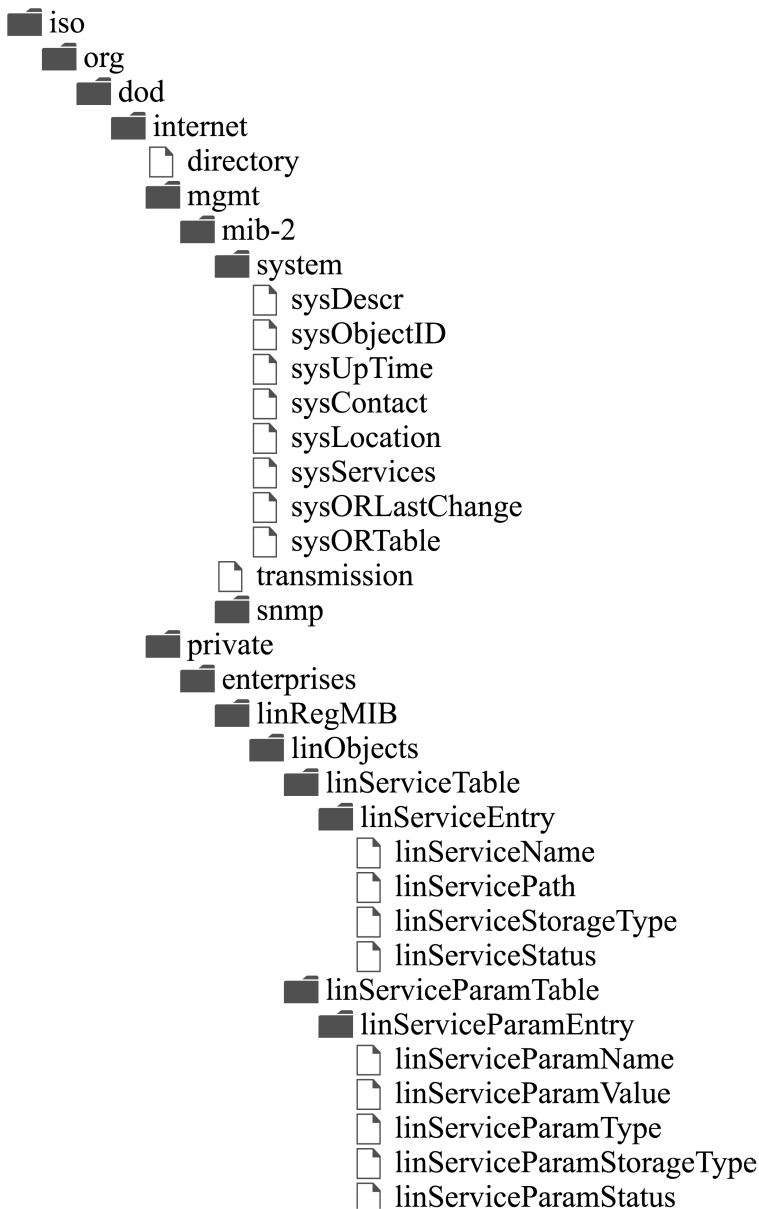 iso
org
dod
internet
directory
mgmt
mib-2
system
sysDescr
sysObjectID
sysUpTime
sysContact
sysLocation
sysServices
sysORLastChange
sysORTable
transmission
snmp
private
enterprises
linRegMIB
linObjects
linServiceTable
linServiceEntry
linServiceName
linServicePath
linServiceStorageType
linServiceStatus
linServiceParamTable
linServiceParamEntry
linServiceParamName
linServiceParamValue
linServiceParamType
linServiceParamStorageType
linServiceParamStatus